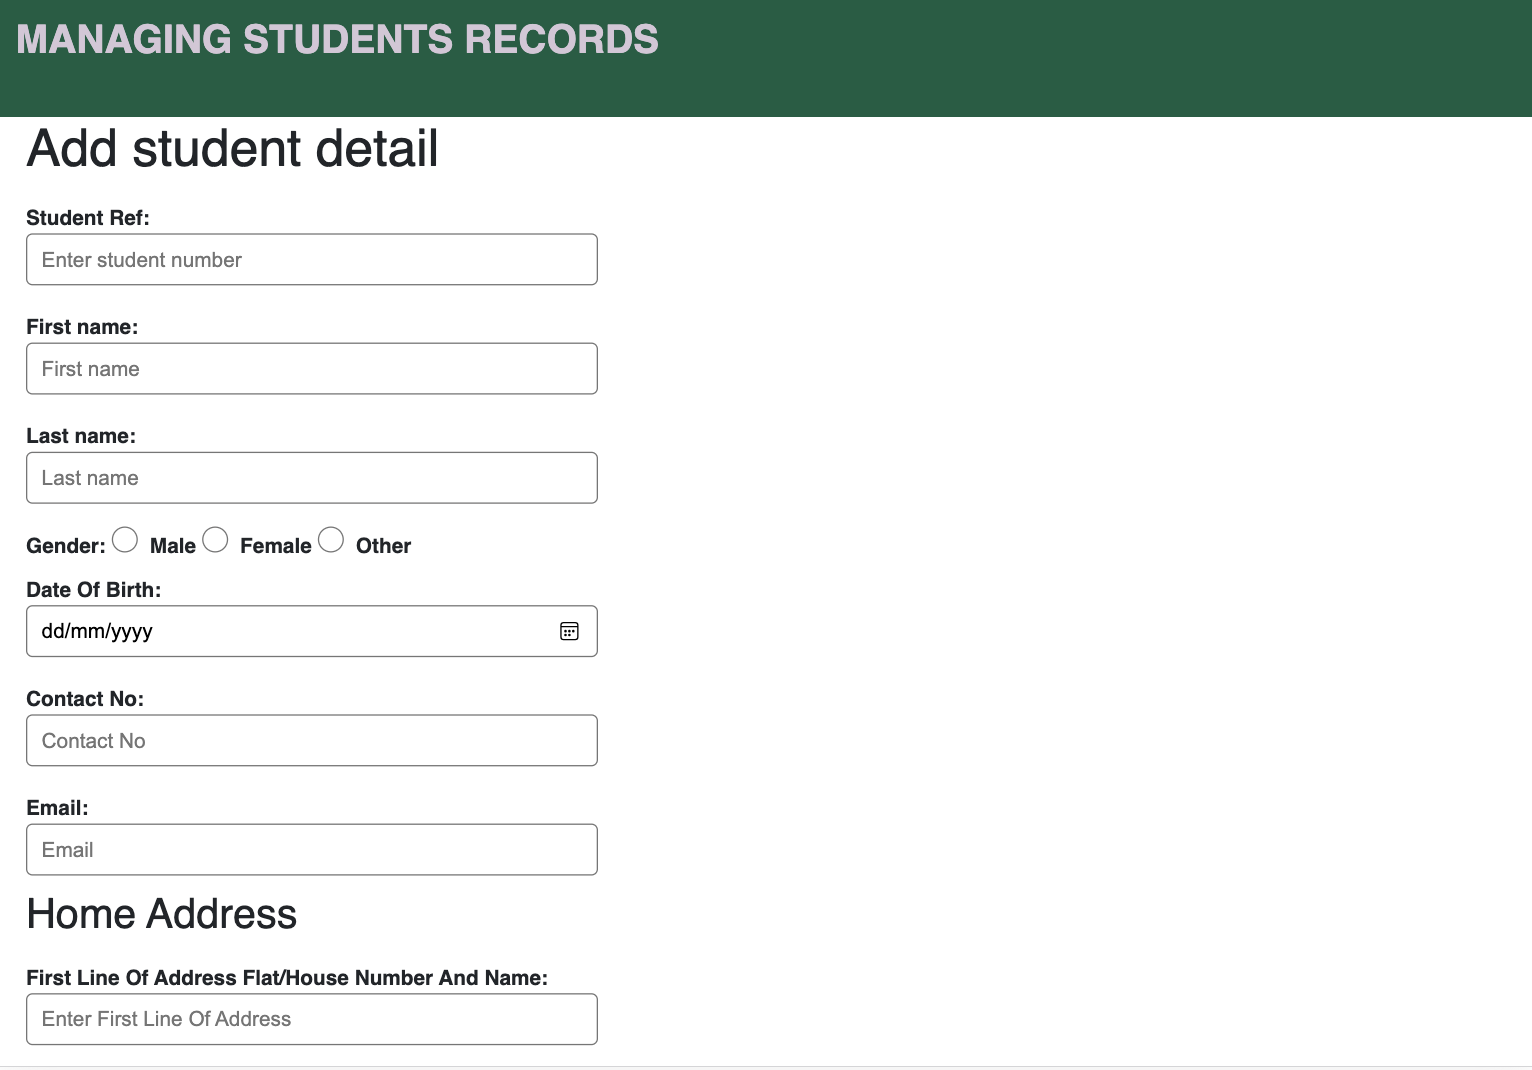 MANAGING STUDENTS RECORDS
Add student detail
Student Ref:
Enter student number
First name:
First name
Last name:
Last name
Gender: Male Female Other
Date Of Birth:
dd/mm/yyyy
Contact No:
Contact No
Email:
Email
Home Address
First Line Of Address Flat/House Number And Name:
Enter First Line Of Address